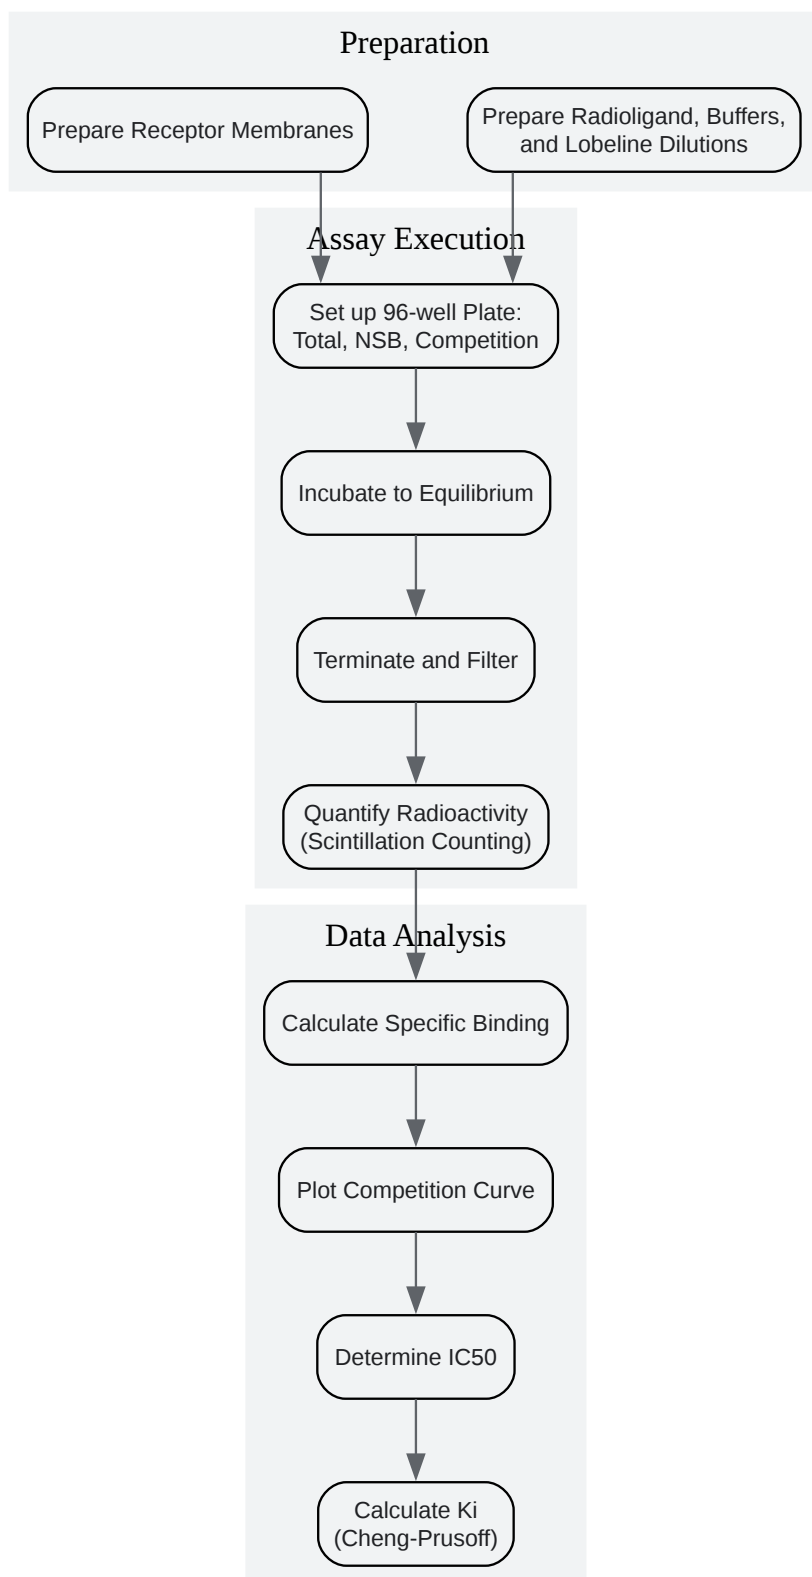 Preparation
Prepare Receptor Membranes
Prepare Radioligand, Buffers,
and Lobeline Dilutions
Assay Execution
Set up 96-well Plate:
Total, NSB, Competition
Incubate to Equilibrium
Terminate and Filter
Quantify Radioactivity
(Scintillation Counting)
Data Analysis
Calculate Specific Binding
Plot Competition Curve
Determine IC50
Calculate Ki
(Cheng-Prusoff)